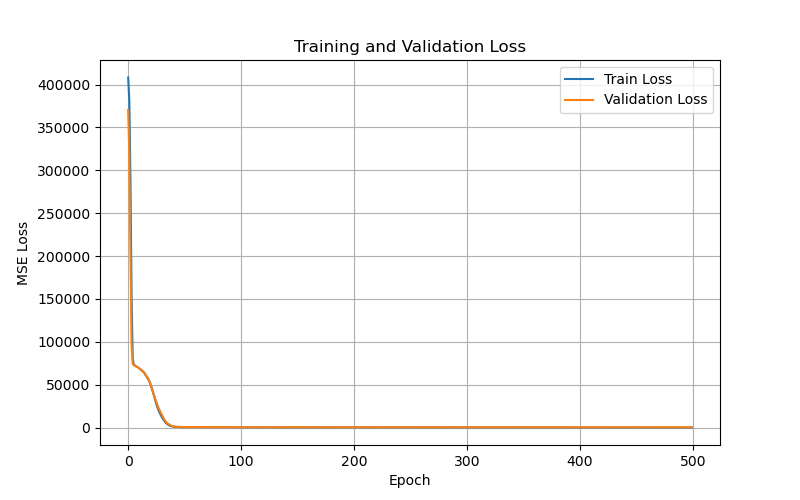 Training and Validation Loss
Train Loss
Validation Loss
400000
350000
300000
250000
200000
150000
100000
50000
0
MSE Loss
0 100 200 300 400 500
Epoch